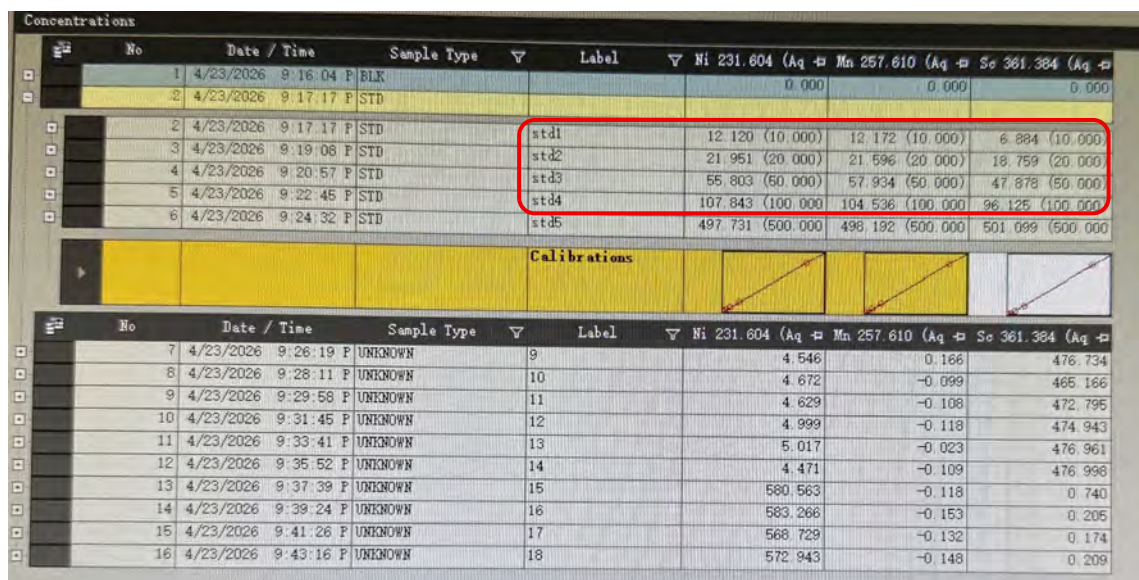 Concentrations
No Date / Time Sample Type Label Ni 231.604 (Aq Mn 257.610 (Aq Sc 361.384 (Aq
1 4/23/2026 9:16:04 P BLK 0.000 0.000 0.000
2 4/23/2026 9:17:17 P STD
2 4/23/2026 9:17:17 P STD std1 12.120 (10.000) 12.172 (10.000) 6.884 (10.000)
3 4/23/2026 9:19:08 P STD std2 21.951 (20.000) 21.596 (20.000) 18.759 (20.000)
4 4/23/2026 9:20:57 P STD std3 55.803 (50.000) 57.934 (50.000) 47.878 (50.000)
5 4/23/2026 9:22:45 P STD std4 107.843 (100.000 104.536 (100.000 96.125 (100.000)
6 4/23/2026 9:24:32 P STD std5 497.731 (500.000 498.192 (500.000 501.099 (500.000
Calibrations
No Date / Time Sample Type Label Ni 231.604 (Aq Mn 257.610 (Aq Sc 361.384 (Aq
7 4/23/2026 9:26:19 P UNKNOWN 9 4.546 0.166 476.734
8 4/23/2026 9:28:11 P UNKNOWN 10 4.672 -0.099 465.166
9 4/23/2026 9:29:58 P UNKNOWN 11 4.629 -0.108 472.795
10 4/23/2026 9:31:45 P UNKNOWN 12 4.999 -0.118 474.943
11 4/23/2026 9:33:41 P UNKNOWN 13 5.017 -0.023 476.961
12 4/23/2026 9:35:52 P UNKNOWN 14 4.471 -0.109 476.998
13 4/23/2026 9:37:39 P UNKNOWN 15 580.563 -0.118 0.740
14 4/23/2026 9:39:24 P UNKNOWN 16 583.266 -0.153 0.205
15 4/23/2026 9:41:26 P UNKNOWN 17 568.729 -0.132 0.174
16 4/23/2026 9:43:16 P UNKNOWN 18 572.943 -0.148 0.209